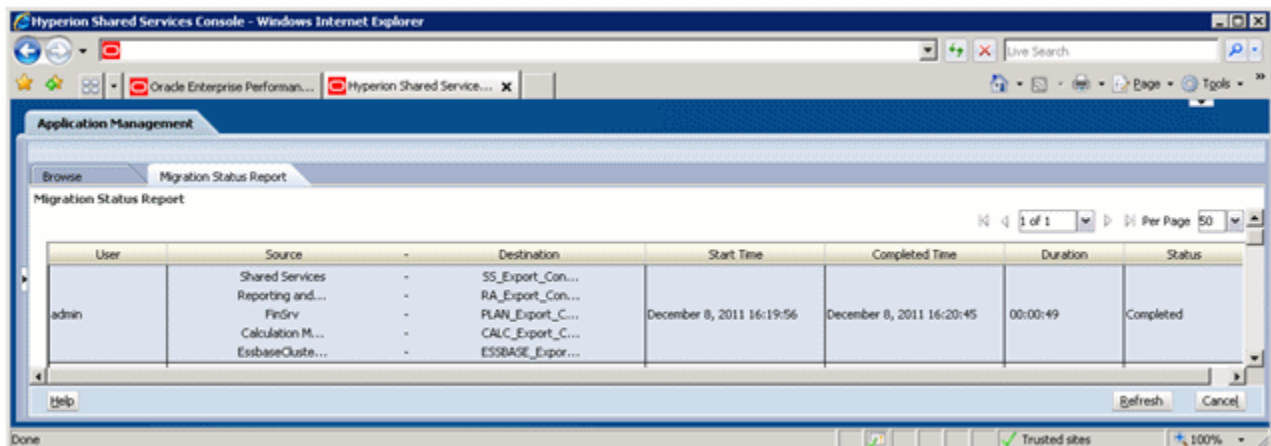 Hyperion Shared Services Console - Windows Internet Explorer
Live Search
Oracle Enterprise Performan... Hyperion Shared Service... X
Page Tools
Application Management
Browse Migration Status Report
Migration Status Report
1 of 1 Per Page 50
User Source - Destination Start Time Completed Time Duration Status
Shared Services - SS_Export_Con...
Reporting and... - RA_Export_Con...
admin FinSrv - PLAN_Export_C... December 8, 2011 16:19:56 December 8, 2011 16:20:45 00:00:49 Completed
Calculation M... - CALC_Export_C...
EssbaseCluste... - ESSBASE_Expor...
Help Refresh Cancel
Done Trusted sites 100%